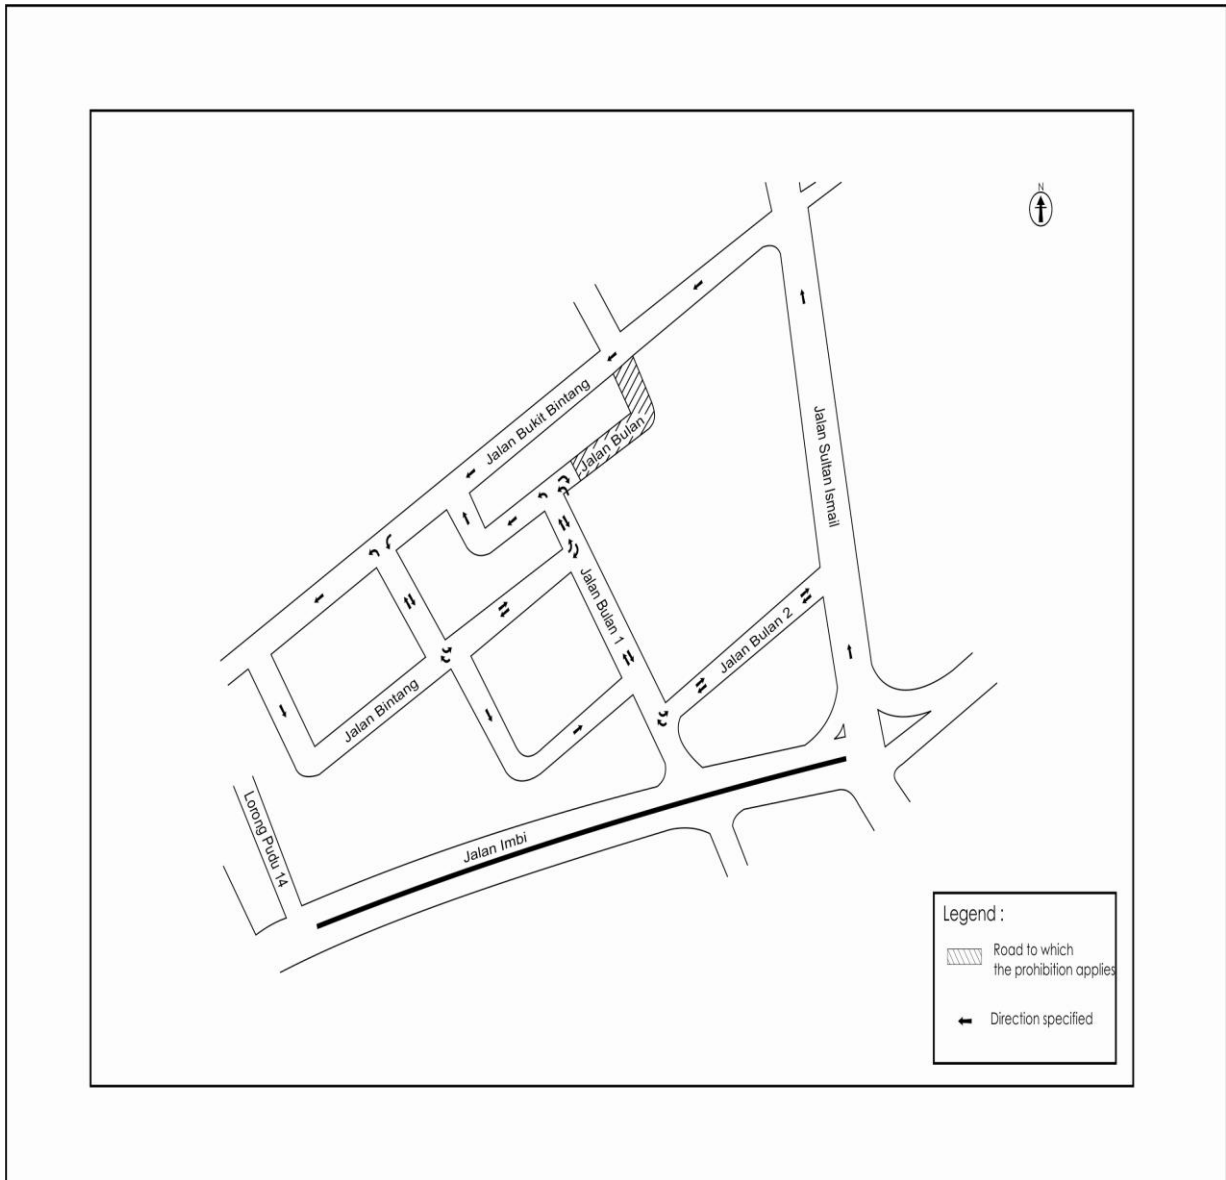 N
Jalan Bukit Bintang
Jalan Bulan
Jalan Sultan Ismail
Jalan Bulan 1
Jalan Bulan 2
Jalan Bintang
Lorong Pudu 14
Jalan Imbi
Legend :
Road to which
the prohibition applies
Direction specified